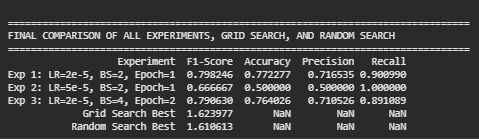 ================================================================================
FINAL COMPARISON OF ALL EXPERIMENTS, GRID SEARCH, AND RANDOM SEARCH
================================================================================
Experiment F1-Score Accuracy Precision Recall
Exp 1: LR=2e-5, BS=2, Epoch=1 0.798246 0.772277 0.716535 0.900990
Exp 2: LR=5e-5, BS=2, Epoch=1 0.666667 0.500000 0.500000 1.000000
Exp 3: LR=2e-5, BS=4, Epoch=2 0.790630 0.764026 0.710526 0.891089
Grid Search Best 1.623977 NaN NaN NaN
Random Search Best 1.610613 NaN NaN NaN